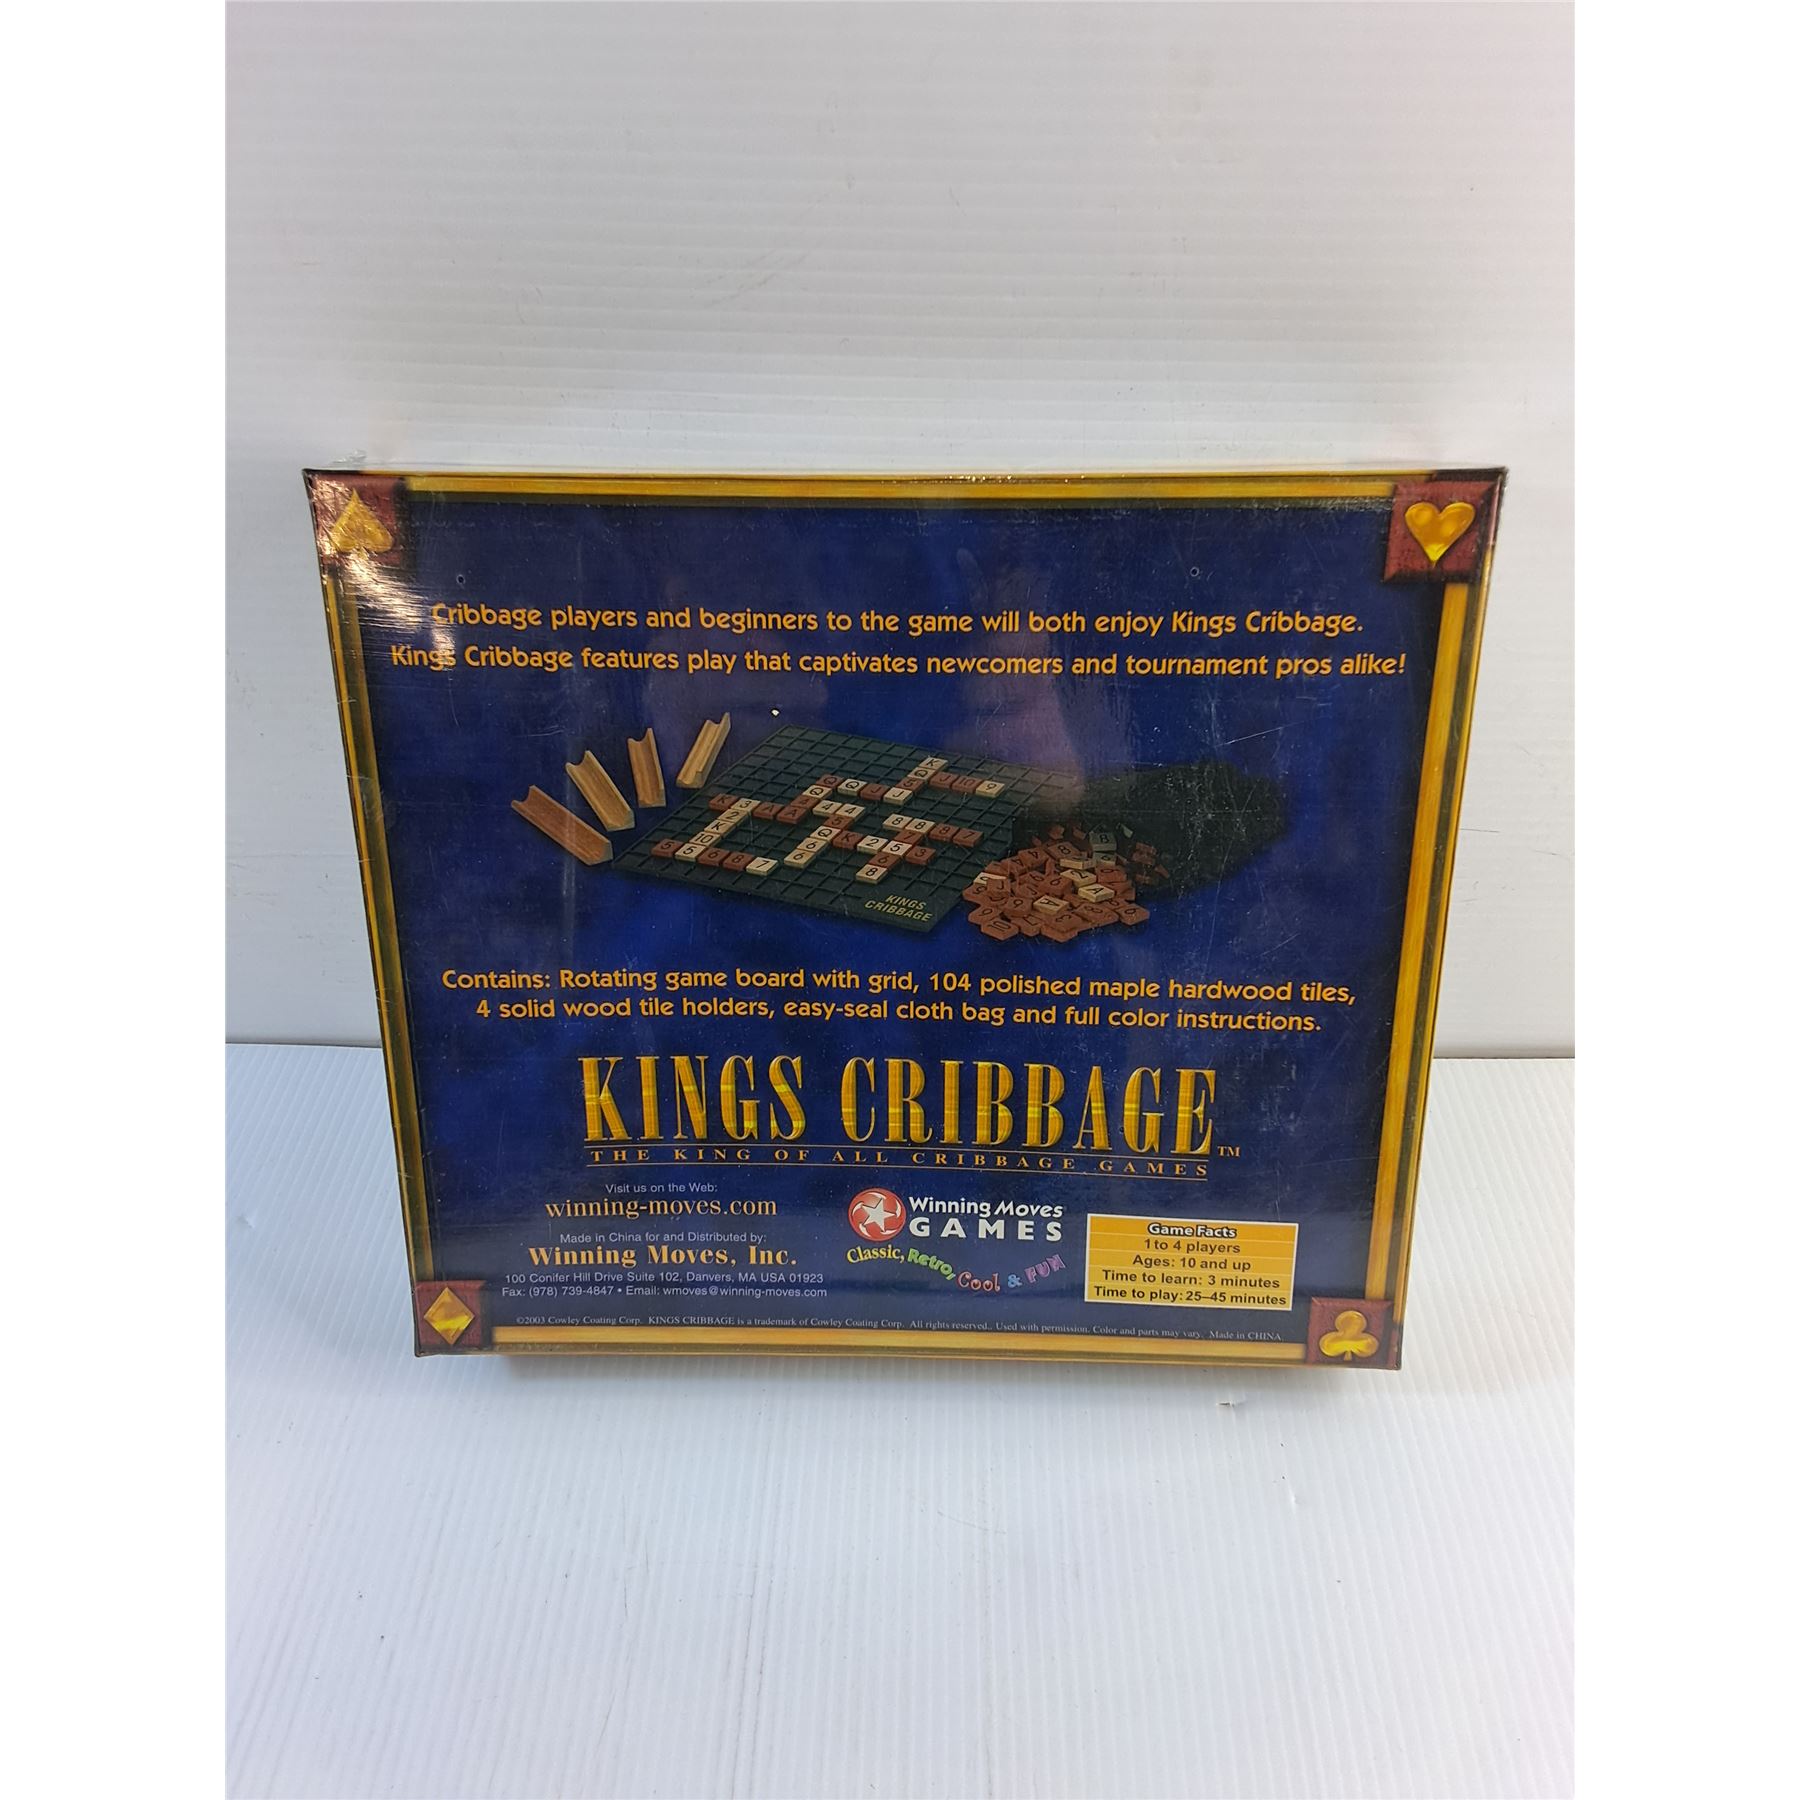 Cribbage players and beginners to the game will both enjoy Kings Cribbage.
Kings Cribbage features play that captivates newcomers and tournament pros alike!
KINGS
CRIBBAGE
Contains: Rotating game board with grid, 104 polished maple hardwood tiles,
4 solid wood tile holders, easy-seal cloth bag and full color instructions.
KINGS CRIBBAGE™
THE KING OF ALL CRIBBAGE GAMES
Visit us on the Web:
winning-moves.com
Made in China for and Distributed by:
Winning Moves, Inc.
100 Conifer Hill Drive Suite 102, Danvers, MA USA 01923
Fax: (978) 739-4847 • Email: wmoves@winning-moves.com
Winning Moves
GAMES
Classic, Retro, Cool & FUN
Game Facts
1 to 4 players
Ages: 10 and up
Time to learn: 3 minutes
Time to play: 25–45 minutes
©2003 Cowley Coating Corp. KINGS CRIBBAGE is a trademark of Cowley Coating Corp. All rights reserved.. Used with permission. Color and parts may vary. Made in CHINA.